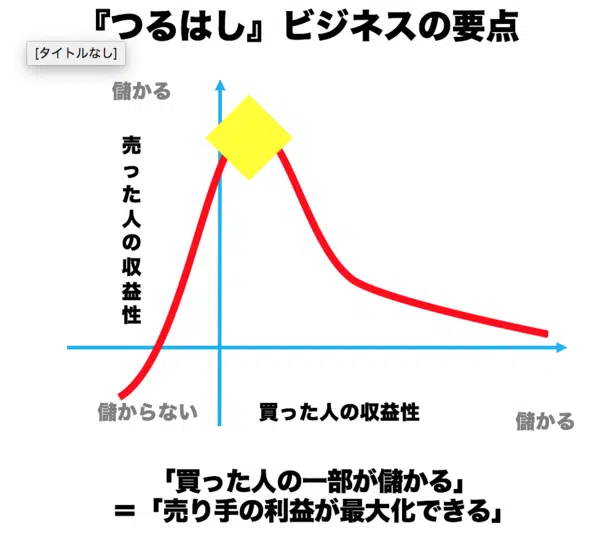 『つるはし』ビジネスの要点
[タイトルなし]
儲かる
売った人の収益性
儲からない
買った人の収益性
儲かる
「買った人の一部が儲かる」
＝「売り手の利益が最大化できる」